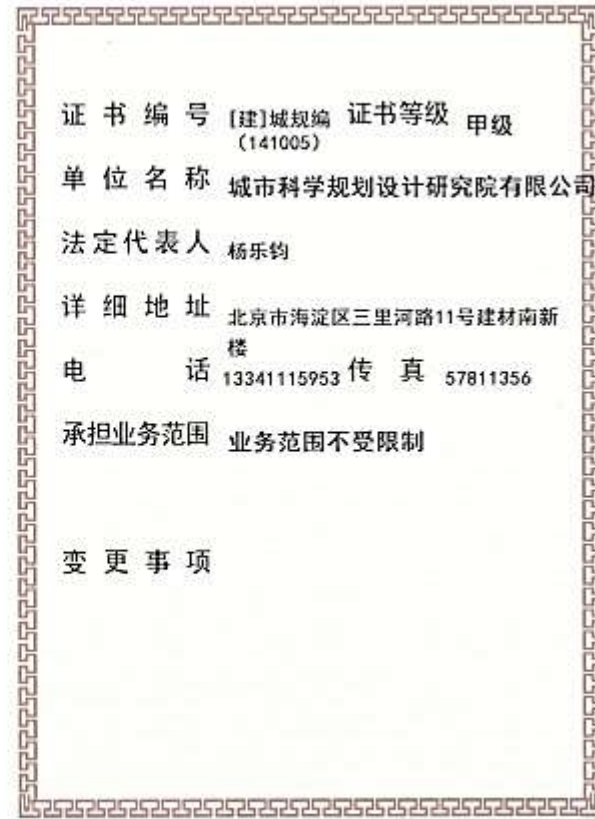 证书编号 [建]城规编 证书等级 甲级
(141005)
单位名称 城市科学规划设计研究院有限公司
法定代表人 杨乐钧
详细地址 北京市海淀区三里河路11号建材南新
楼
电话 13341115953 传真 57811356
承担业务范围 业务范围不受限制
变更事项